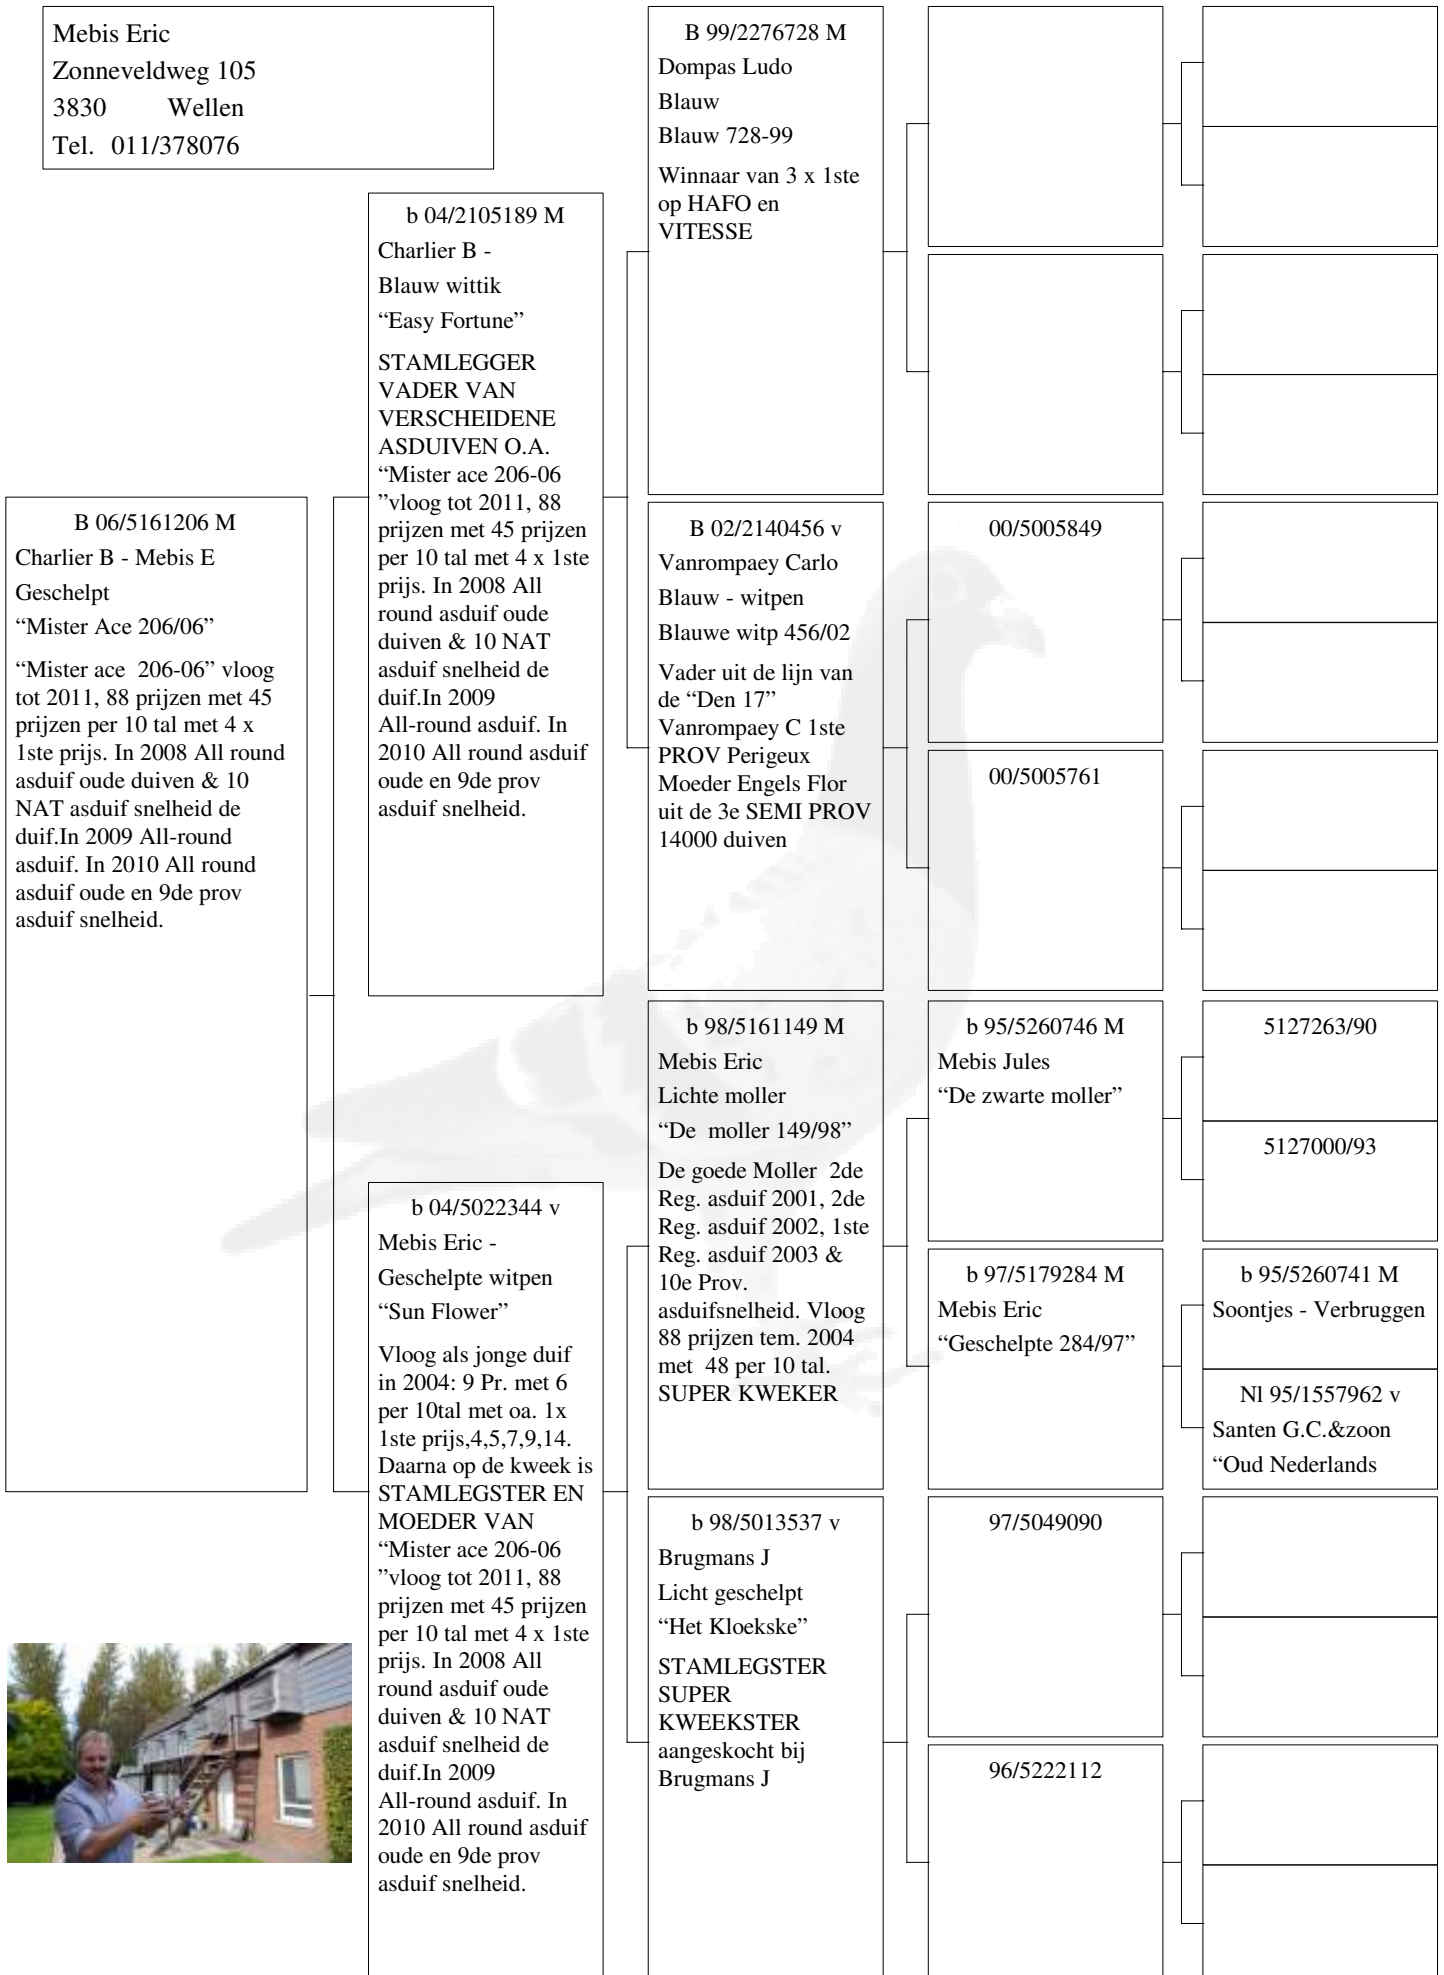 Mebis Eric
Zonneveldweg 105
3830 Wellen
Tel. 011/378076
B 06/5161206 M
Charlier B - Mebis E
Geschelpt
“Mister Ace 206/06”
“Mister ace 206-06” vloog
tot 2011, 88 prijzen met 45
prijzen per 10 tal met 4 x
1ste prijs. In 2008 All round
asduif oude duiven & 10
NAT asduif snelheid de
duif.In 2009 All-round
asduif. In 2010 All round
asduif oude en 9de prov
asduif snelheid.
b 04/2105189 M
Charlier B -
Blauw wittik
“Easy Fortune”
STAMLEGGER
VADER VAN
VERSCHEIDENE
ASDUIVEN O.A.
“Mister ace 206-06
”vloog tot 2011, 88
prijzen met 45 prijzen
per 10 tal met 4 x 1ste
prijs. In 2008 All
round asduif oude
duiven & 10 NAT
asduif snelheid de
duif.In 2009
All-round asduif. In
2010 All round asduif
oude en 9de prov
asduif snelheid.
b 04/5022344 v
Mebis Eric -
Geschelpte witpen
“Sun Flower”
Vloog als jonge duif
in 2004: 9 Pr. met 6
per 10tal met oa. 1x
1ste prijs,4,5,7,9,14.
Daarna op de kweek is
STAMLEGSTER EN
MOEDER VAN
“Mister ace 206-06
”vloog tot 2011, 88
prijzen met 45 prijzen
per 10 tal met 4 x 1ste
prijs. In 2008 All
round asduif oude
duiven & 10 NAT
asduif snelheid de
duif.In 2009
All-round asduif. In
2010 All round asduif
oude en 9de prov
asduif snelheid.
B 99/2276728 M
Dompas Ludo
Blauw
Blauw 728-99
Winnaar van 3 x 1ste
op HAFO en
VITESSE
B 02/2140456 v
Vanrompaey Carlo
Blauw - witpen
Blauwe witp 456/02
Vader uit de lijn van
de “Den 17”
Vanrompaey C 1ste
PROV Perigeux
Moeder Engels Flor
uit de 3e SEMI PROV
14000 duiven
b 98/5161149 M
Mebis Eric
Lichte moller
“De moller 149/98”
De goede Moller 2de
Reg. asduif 2001, 2de
Reg. asduif 2002, 1ste
Reg. asduif 2003 &
10e Prov.
asduifsnelheid. Vloog
88 prijzen tem. 2004
met 48 per 10 tal.
SUPER KWEKER
b 98/5013537 v
Brugmans J
Licht geschelpt
“Het Kloekske”
STAMLEGSTER
SUPER
KWEEKSTER
aangeskocht bij
Brugmans J
00/5005849
00/5005761
b 95/5260746 M
Mebis Jules
“De zwarte moller”
b 97/5179284 M
Mebis Eric
“Geschelpte 284/97”
97/5049090
96/5222112
5127263/90
5127000/93
b 95/5260741 M
Soontjes - Verbruggen
Nl 95/1557962 v
Santen G.C.&zoon
“Oud Nederlands